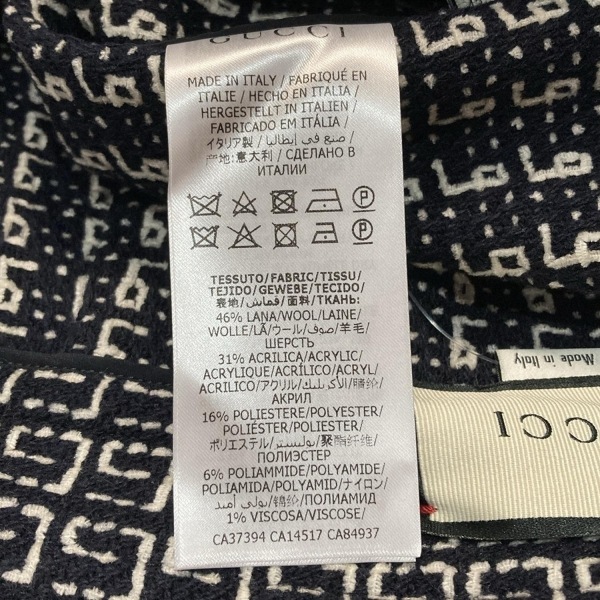 GUCCI
MADE IN ITALY / FABRIQUÉ EN
ITALIE / HECHO EN ITALIA/
HERGESTELLT IN ITALIEN /
FABRICADO EM ITÁLIA /
イタリア製 / صنع في إيطاليا /
产地:意大利 / СДЕЛАНО В
ИТАЛИИ
P
P
TESSUTO/FABRIC/TISSU/
TEJIDO/GEWEBE/TECIDO/
表地/قماش/面料/ТКАНЬ:
46% LANA/WOOL/LAINE/
WOLLE/LÃ/ウール/صوف/羊毛/
ШЕРСТЬ
31% ACRILICA/ACRYLIC/
ACRYLIQUE/ACRÍLICO/ACRYL/
ACRILICO/アクリル/الأكريليك/腈纶/
АКРИЛ
16% POLIESTERE/POLYESTER/
POLIÉSTER/POLYESTER/
ポリエステル/بوليستر/聚酯纤维/
ПОЛИЭСТЕР
6% POLIAMMIDE/POLYAMIDE/
POLIAMIDA/POLYAMID/ナイロン/
بولي أميد/锦纶/ПОЛИАМИД
1% VISCOSA/VISCOSE/
CA37394 CA14517 CA84937
Made in Italy
UCCI